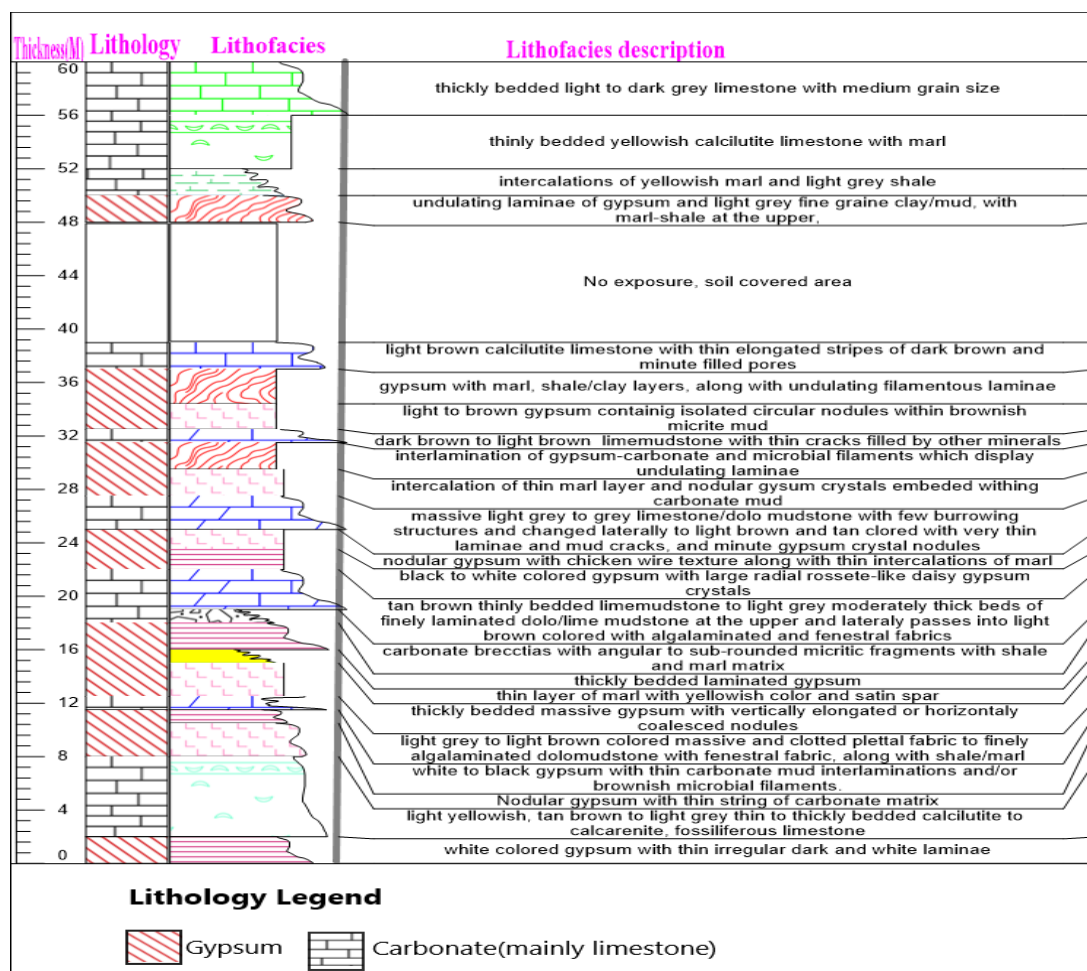 Thickness(M) Lithology Lithofacies Lithofacies description
60
thickly bedded light to dark grey limestone with medium grain size
56
thinly bedded yellowish calcilutite limestone with marl
52
intercalations of yellowish marl and light grey shale
undulating laminae of gypsum and light grey fine graine clay/mud, with
marl-shale at the upper,
48
44
No exposure, soil covered area
40
light brown calcilutite limestone with thin elongated stripes of dark brown and
minute filled pores
36
gypsum with marl, shale/clay layers, along with undulating filamentous laminae
light to brown gypsum containig isolated circular nodules within brownish
micrite mud
32
dark brown to light brown limemudstone with thin cracks filled by other minerals
interlamination of gypsum-carbonate and microbial filaments which display
undulating laminae
28
intercalation of thin marl layer and nodular gysum crystals embeded withing
carbonate mud
massive light grey to grey limestone/dolo mudstone with few burrowing
structures and changed laterally to light brown and tan clored with very thin
laminae and mud cracks, and minute gypsum crystal nodules
24
nodular gypsum with chicken wire texture along with thin intercalations of marl
black to white colored gypsum with large radial rossete-like daisy gypsum
crystals
20
tan brown thinly bedded limemudstone to light grey moderately thick beds of
finely laminated dolo/lime mudstone at the upper and lateraly passes into light
brown colored with algalaminated and fenestral fabrics
16
carbonate brecctias with angular to sub-rounded micritic fragments with shale
and marl matrix
thickly bedded laminated gypsum
thin layer of marl with yellowish color and satin spar
12
thickly bedded massive gypsum with vertically elongated or horizontaly
coalesced nodules
light grey to light brown colored massive and clotted plettal fabric to finely
algalaminated dolomudstone with fenestral fabric, along with shale/marl
8
white to black gypsum with thin carbonate mud interlaminations and/or
brownish microbial filaments.
Nodular gypsum with thin string of carbonate matrix
4
light yellowish, tan brown to light grey thin to thickly bedded calcilutite to
calcarenite, fossiliferous limestone
0
white colored gypsum with thin irregular dark and white laminae
Lithology Legend
Gypsum Carbonate(mainly limestone)